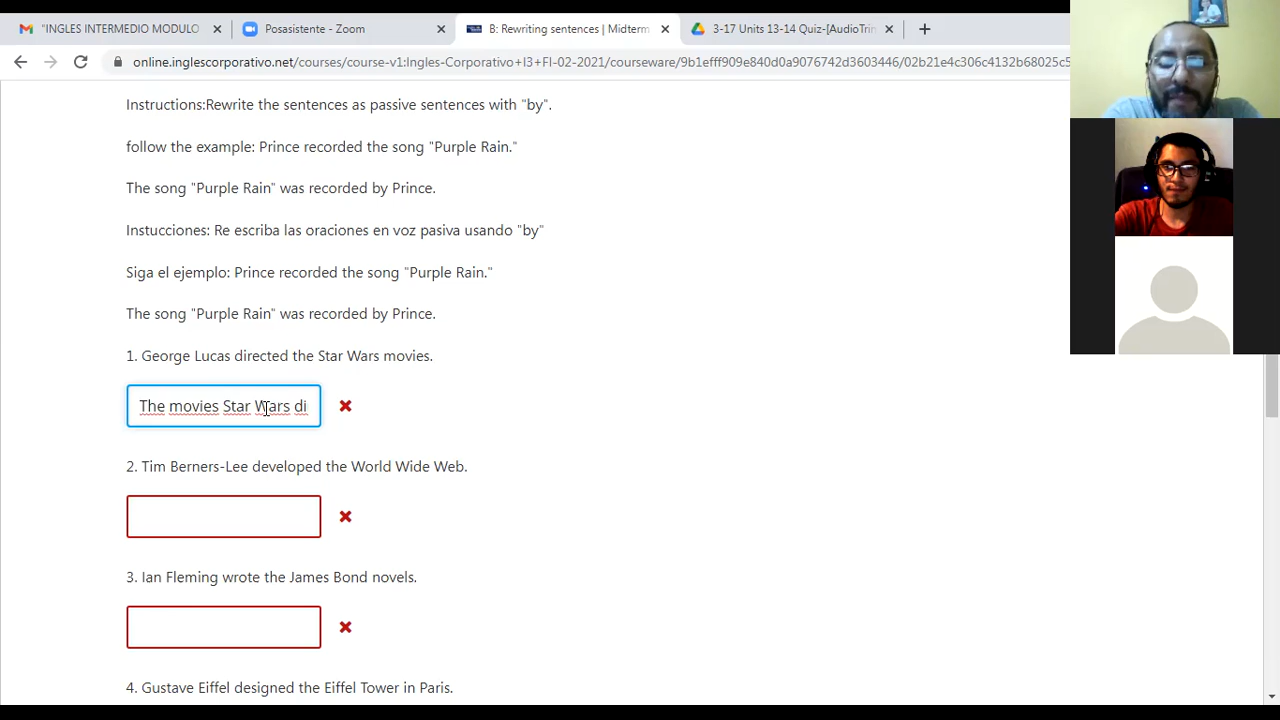 "INGLES INTERMEDIO MODULO
Posasistente - Zoom
B: Rewriting sentences | Midterm
3-17 Units 13-14 Quiz-[AudioTrim
online.inglescorporativo.net/courses/course-v1:Ingles-Corporativo+I3+FI-02-2021/courseware/9b1efff909e840d0a9076742d3603446/02b21e4c306c4132b68025c5
Instructions:Rewrite the sentences as passive sentences with "by".
follow the example: Prince recorded the song "Purple Rain."
The song "Purple Rain" was recorded by Prince.
Instucciones: Re escriba las oraciones en voz pasiva usando "by"
Siga el ejemplo: Prince recorded the song "Purple Rain."
The song "Purple Rain" was recorded by Prince.
1. George Lucas directed the Star Wars movies.
The movies Star Wars di
2. Tim Berners-Lee developed the World Wide Web.
3. Ian Fleming wrote the James Bond novels.
4. Gustave Eiffel designed the Eiffel Tower in Paris.